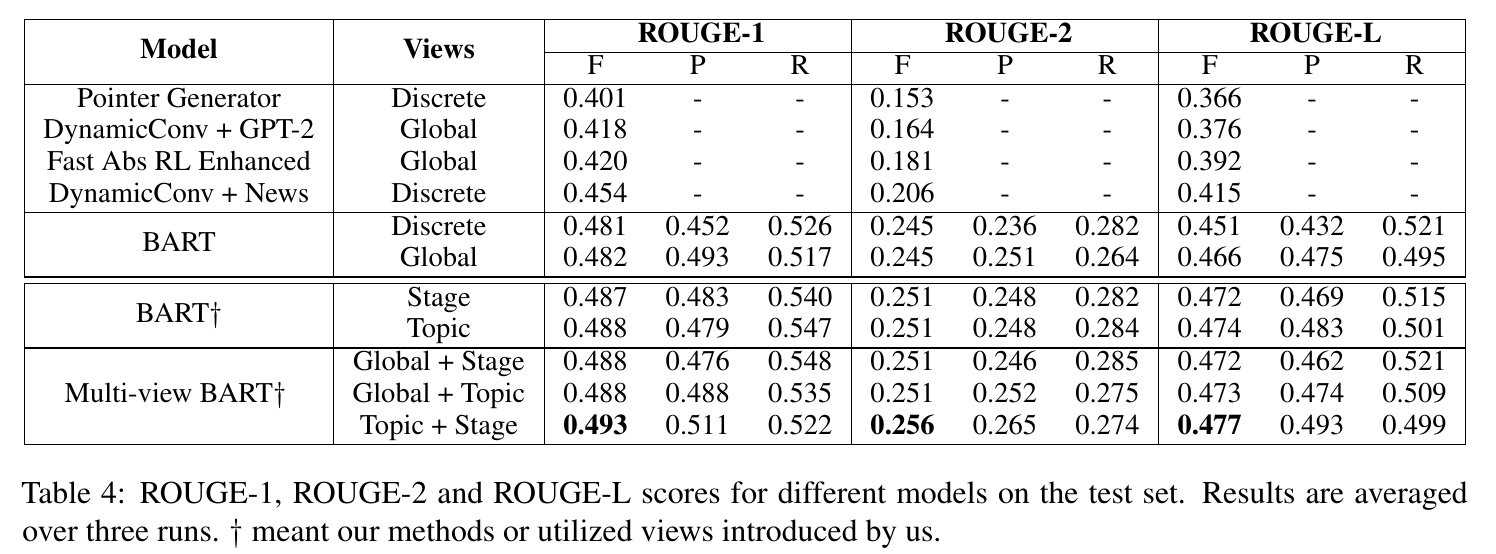 Model Views ROUGE-1 ROUGE-2 ROUGE-L
F P R F P R F P R
Pointer Generator Discrete 0.401 - - 0.153 - - 0.366 - -
DynamicConv + GPT-2 Global 0.418 - - 0.164 - - 0.376 - -
Fast Abs RL Enhanced Global 0.420 - - 0.181 - - 0.392 - -
DynamicConv + News Discrete 0.454 - - 0.206 - - 0.415 - -
BART Discrete 0.481 0.452 0.526 0.245 0.236 0.282 0.451 0.432 0.521
Global 0.482 0.493 0.517 0.245 0.251 0.264 0.466 0.475 0.495
BART† Stage 0.487 0.483 0.540 0.251 0.248 0.282 0.472 0.469 0.515
Topic 0.488 0.479 0.547 0.251 0.248 0.284 0.474 0.483 0.501
Multi-view BART† Global + Stage 0.488 0.476 0.548 0.251 0.246 0.285 0.472 0.462 0.521
Global + Topic 0.488 0.488 0.535 0.251 0.252 0.275 0.473 0.474 0.509
Topic + Stage 0.493 0.511 0.522 0.256 0.265 0.274 0.477 0.493 0.499
Table 4: ROUGE-1, ROUGE-2 and ROUGE-L scores for different models on the test set. Results are averaged
over three runs. † meant our methods or utilized views introduced by us.